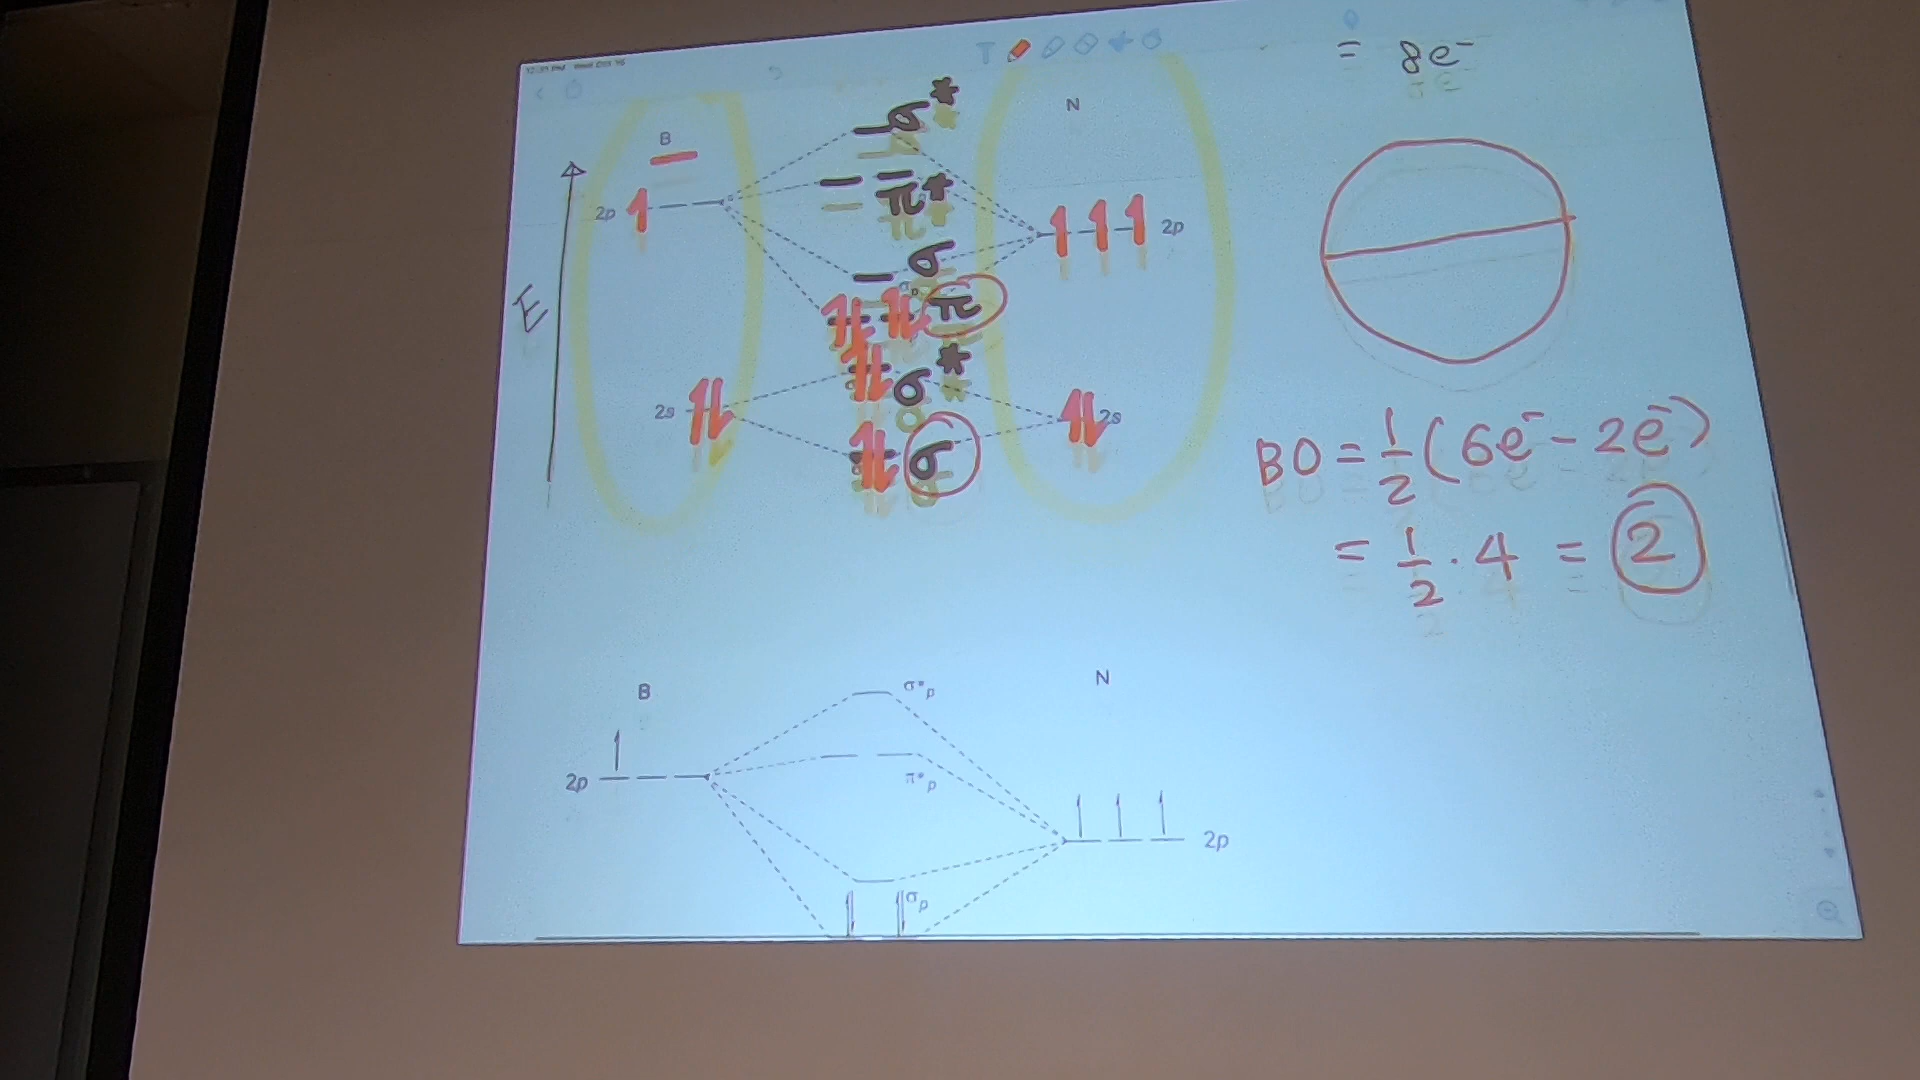 = 8e⁻
N
B
σ*
π*
2p
2p
σ
E
π
σ*
2s
2s
σ
BO = 1/2 (6e⁻ - 2e⁻)
= 1/2 · 4 = 2
B
N
σ*p
2p
π*p
2p
σp